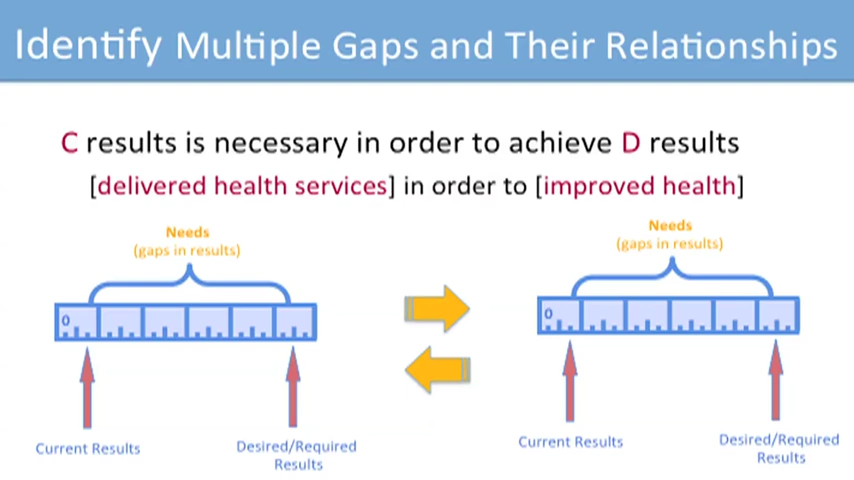 Identify Multiple Gaps and Their Relationships
C results is necessary in order to achieve D results
[delivered health services] in order to [improved health]
Needs
(gaps in results)
0
Current Results
Desired/Required
Results
Needs
(gaps in results)
0
Current Results
Desired/Required
Results